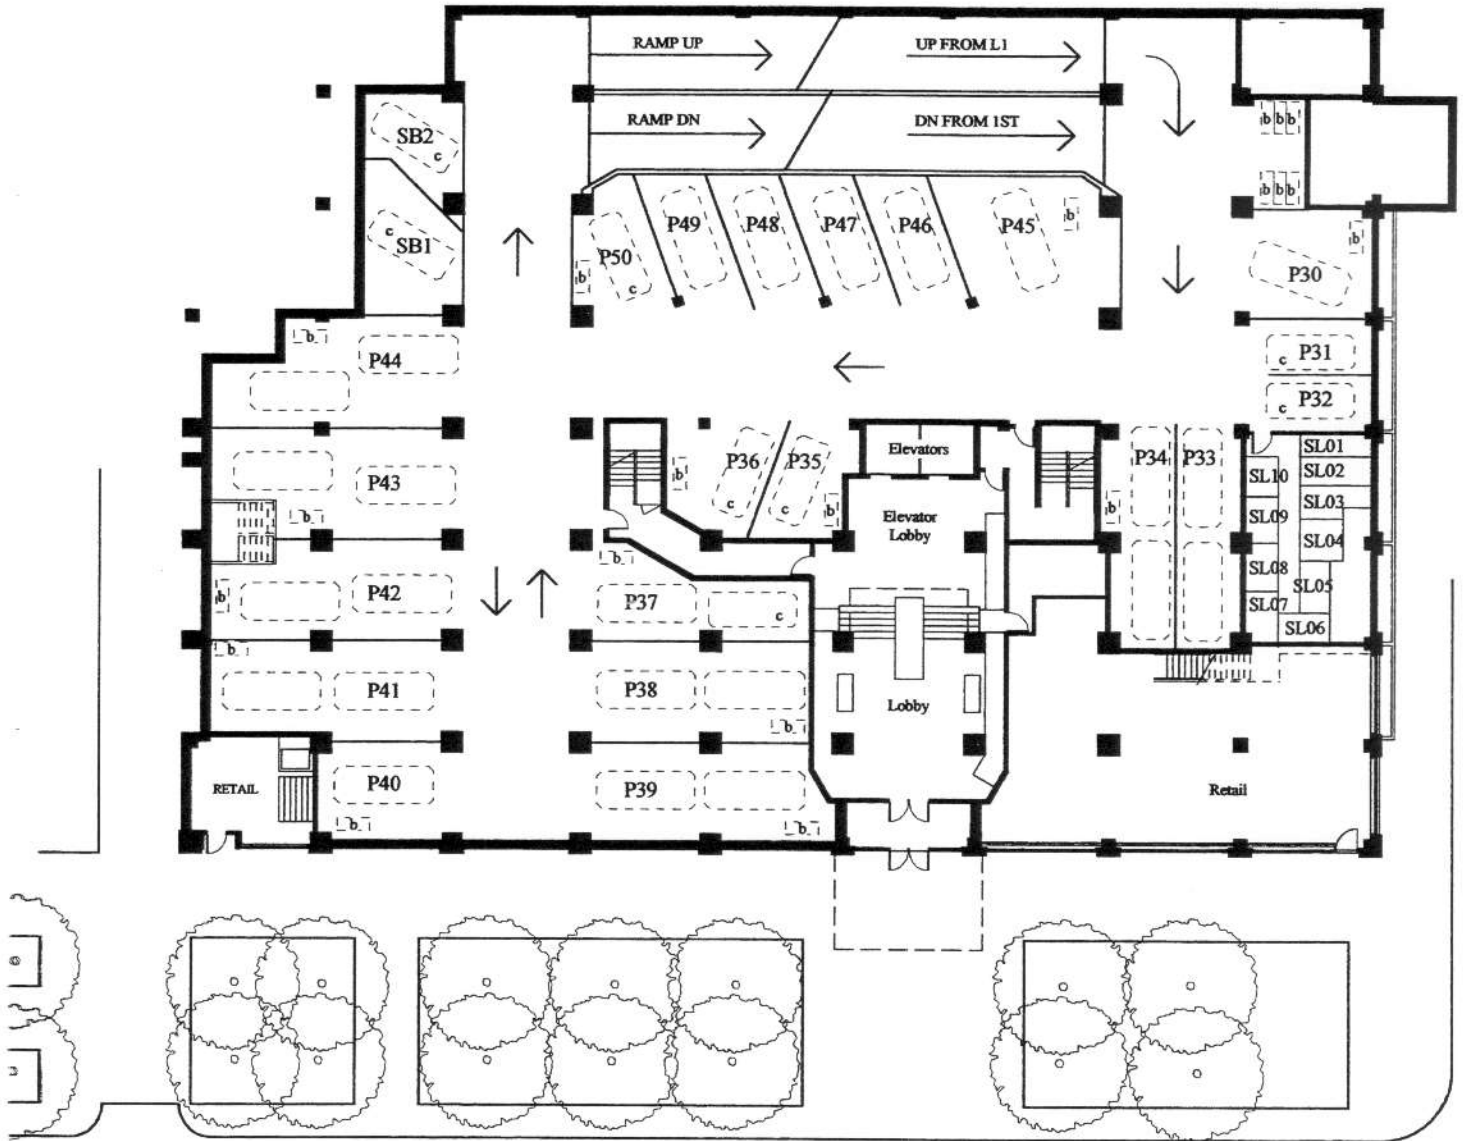 RAMP UP
UP FROM L1
RAMP DN
DN FROM 1ST
b b b
SB2
c
b b b
P49
P48
P47
P46
P45
b
c
SB1
P50
b
c
b
P30
b
P44
c
P31
c
P32
P43
b
b
P36
c
P35
c
b
Elevators
P34
P33
b
SL01
SL02
SL10
SL03
SL09
SL04
Elevator
Lobby
b
b
P42
P37
c
SL08
SL05
SL07
SL06
b
P41
P38
b
Lobby
RETAIL
P40
b
P39
b
Retail